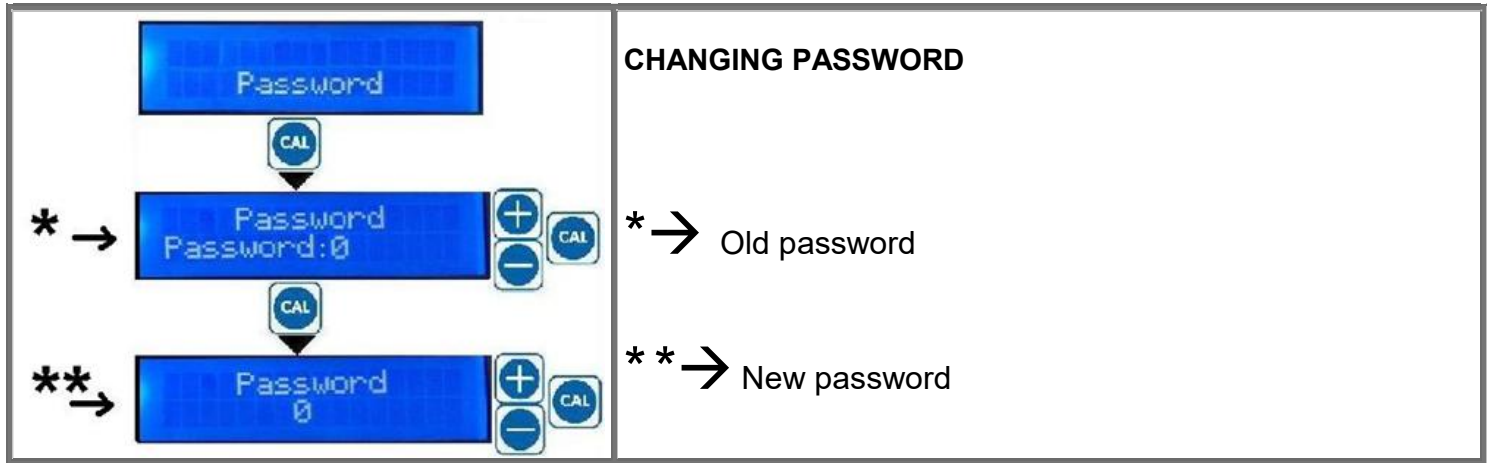 Password
CHANGING PASSWORD
CAL
* → Password
Password:0
+
−
CAL
* → Old password
CAL
** → Password
0
+
−
CAL
* * → New password